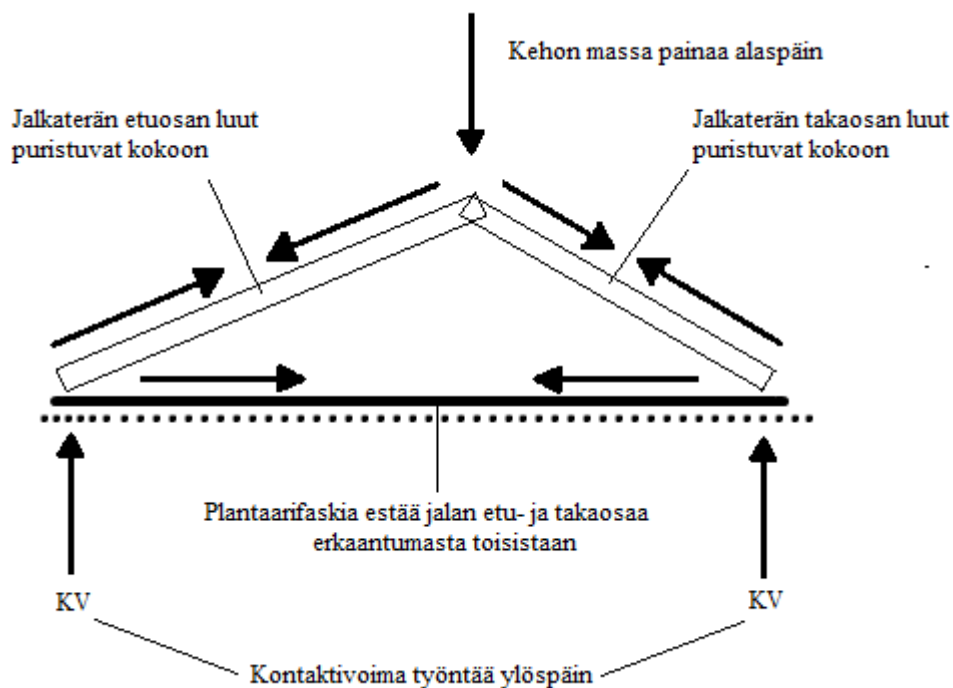 Kehon massa painaa alaspäin
Jalkaterän etuosan luut
puristuvat kokoon
Jalkaterän takaosan luut
puristuvat kokoon
Plantaarifaskia estää jalan etu- ja takaosaa
erkaantumasta toisistaan
KV
KV
Kontaktivoima työntää ylöspäin